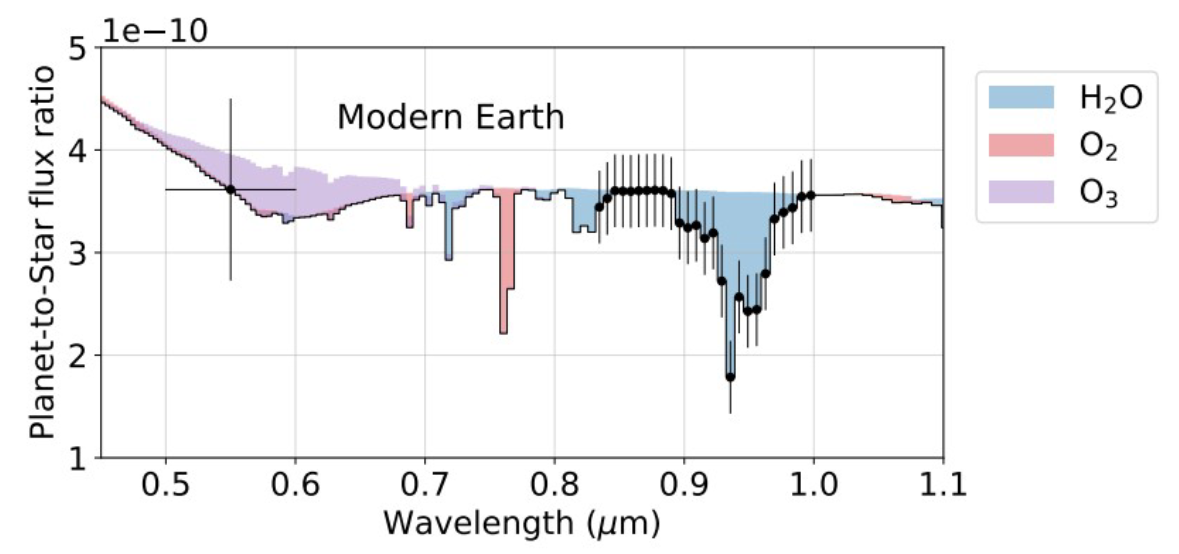 1e−10
5
4
3
2
1
Planet-to-Star flux ratio
Modern Earth
0.5 0.6 0.7 0.8 0.9 1.0 1.1
Wavelength (μm)
H₂O
O₂
O₃